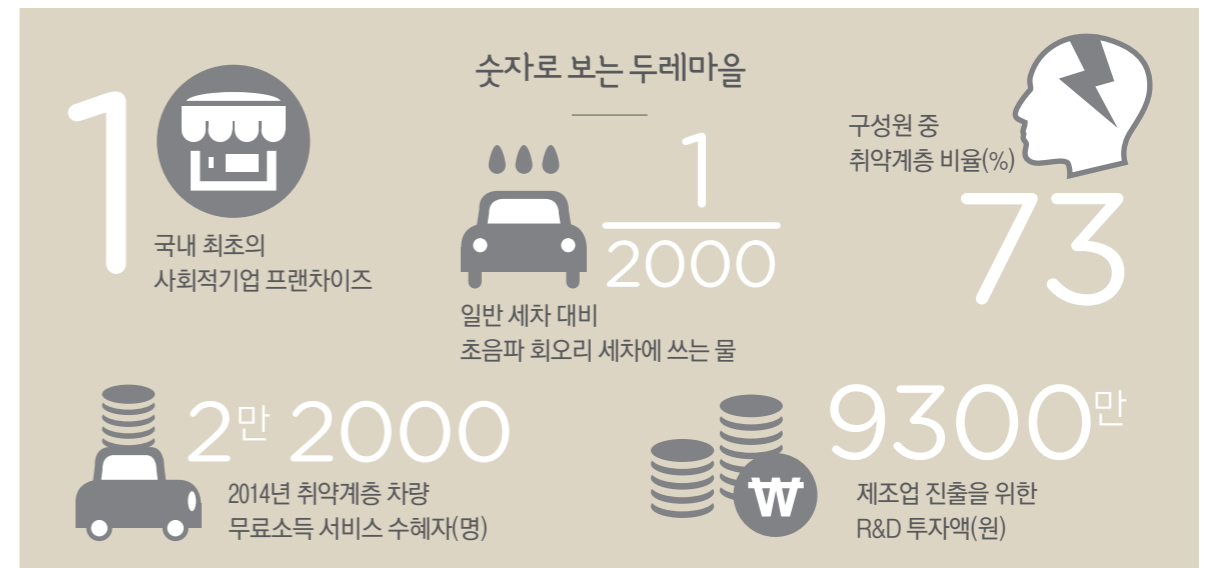 숫자로 보는 두레마을
1
국내 최초의
사회적기업 프랜차이즈
1
2000
일반 세차 대비
초음파 회오리 세차에 쓰는 물
구성원 중
취약계층 비율(%)
73
2만 2000
2014년 취약계층 차량
무료소득 서비스 수혜자(명)
9300만
₩
제조업 진출을 위한
R&D 투자액(원)